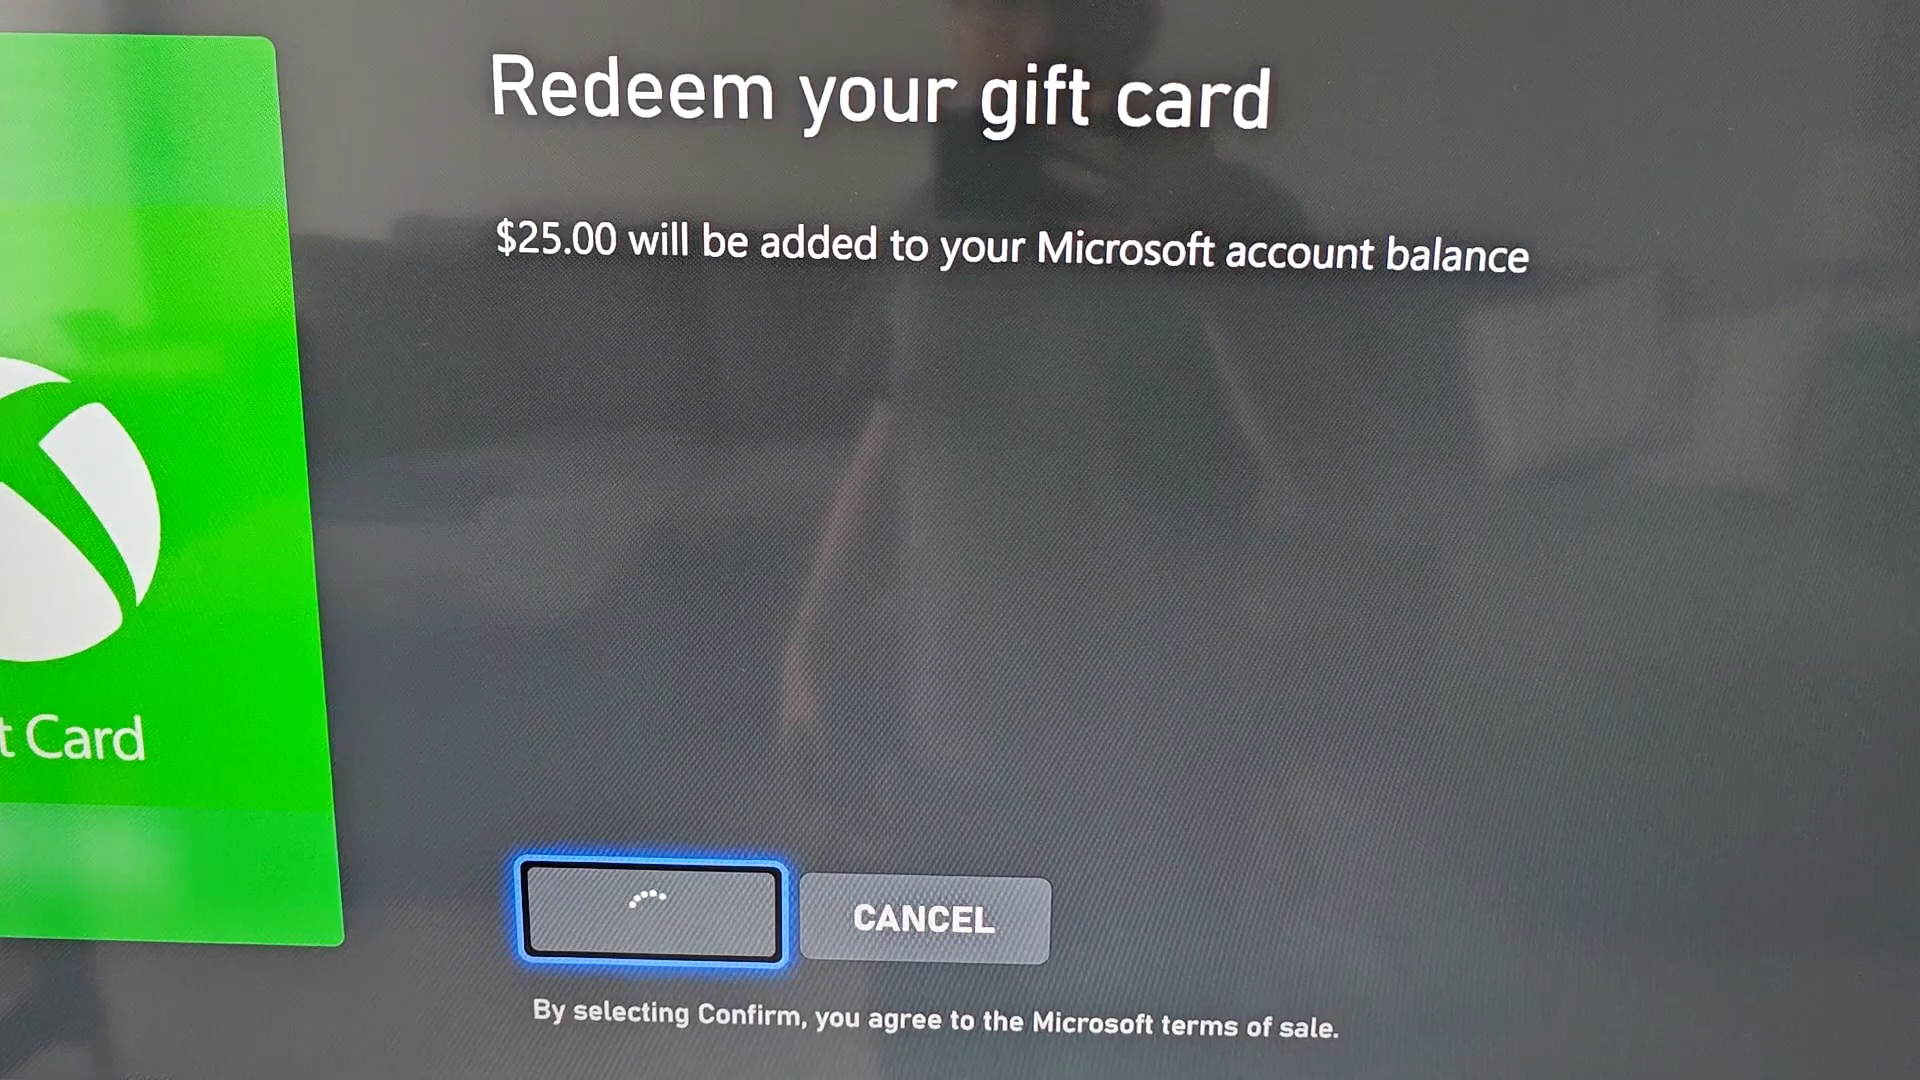 Redeem your gift card
$25.00 will be added to your Microsoft account balance
t Card
CANCEL
By selecting Confirm, you agree to the Microsoft terms of sale.